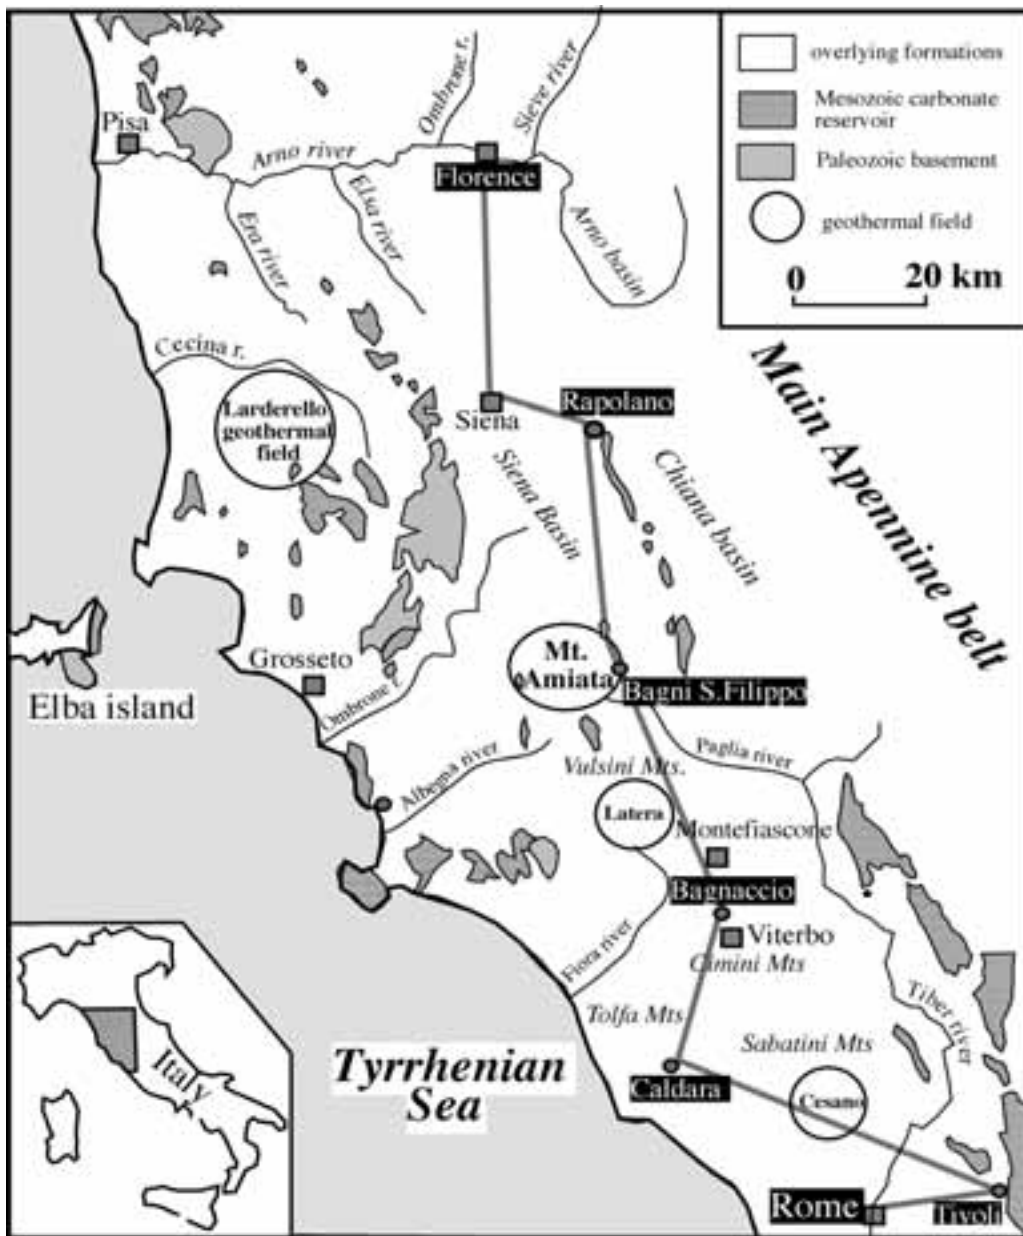 overlying formations
Mesozoic carbonate
reservoir
Paleozoic basement
geothermal field
0 20 km
Pisa
Arno river
Ombrone r.
Sieve river
Florence
Era river
Elsa river
Arno basin
Cecina r.
Larderello
geothermal
field
Siena
Rapolano
Siena Basin
Chiana basin
Main Apennine belt
Elba island
Grosseto
Ombrone r.
Mt.
Amiata
Bagni S.Filippo
Albegna river
Vulsini Mts.
Paglia river
Latera
Montefiascone
Bagnaccio
Viterbo
Cimini Mts
Fiora river
Tolfa Mts
Sabatini Mts
Tiber river
Tyrrhenian
Sea
Caldara
Cesano
Rome
Tivoli
Italy